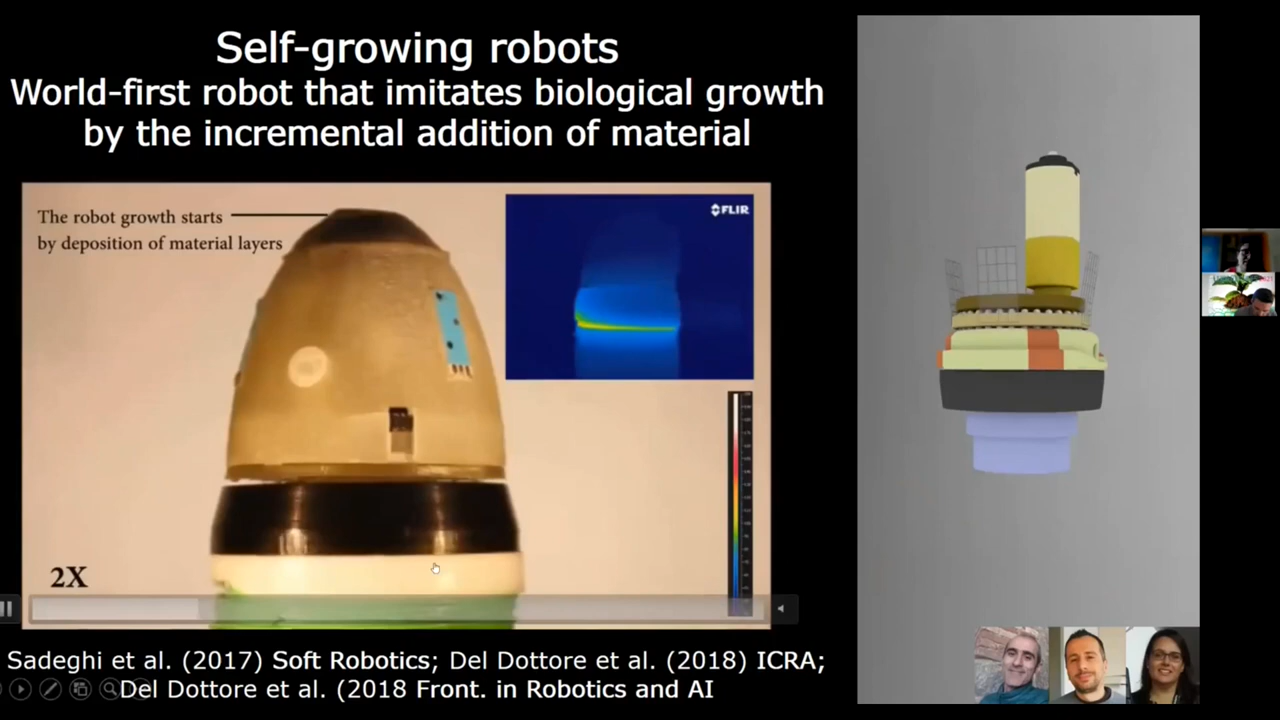 Self-growing robots
World-first robot that imitates biological growth
by the incremental addition of material
The robot growth starts
by deposition of material layers
FLIR
2X
Sadeghi et al. (2017) Soft Robotics; Del Dottore et al. (2018) ICRA;
Del Dottore et al. (2018 Front. in Robotics and AI